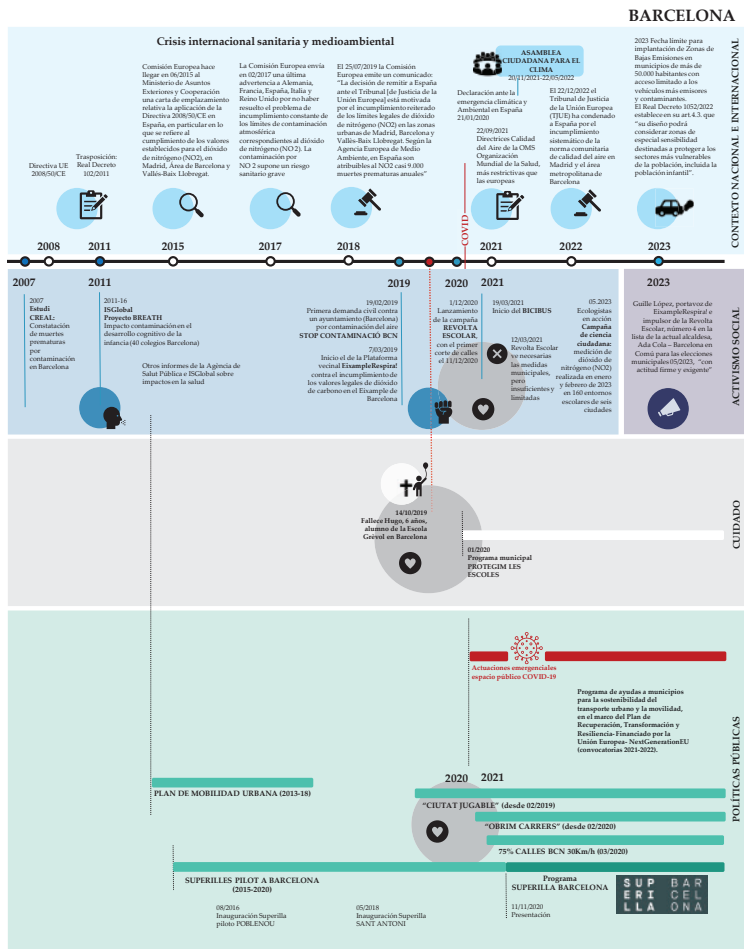 BARCELONA
Crisis internacional sanitaria y medioambiental
Directiva UE
2008/50/CE
Trasposición:
Real Decreto
102/2011
Comisión Europea hace
llegar en 06/2015 al
Ministerio de Asuntos
Exteriores y Cooperación
una carta de emplazamiento
relativa la aplicación de la
Directiva 2008/50/CE en
España, en particular en lo
que se refiere al
cumplimiento de los valores
establecidos para el dióxido
de nitrógeno (NO2), en
Madrid, Área de Barcelona y
Vallés-Baix Llobregat.
La Comisión Europea envía
en 02/2017 una última
advertencia a Alemania,
Francia, España, Italia y
Reino Unido por no haber
resuelto el problema de
incumplimiento constante de
los límites de contaminación
atmosférica
correspondientes al dióxido
de nitrógeno (NO 2). La
contaminación por
NO 2 supone un riesgo
sanitario grave
El 25/07/2019 la Comisión
Europea emite un comunicado:
“La decisión de remitir a España
ante el Tribunal [de Justicia de la
Unión Europea] está motivada
por el incumplimiento reiterado
de los límites legales de dióxido
de nitrógeno (NO2) en las zonas
urbanas de Madrid, Barcelona y
Vallés-Baix Llobregat. Según la
Agencia Europea de Medio
Ambiente, en España son
atribuibles al NO2 casi 9.000
muertes prematuras anuales”
ASAMBLEA
CIUDADANA PARA EL
CLIMA
20/11/2021-22/05/2022
Declaración ante la
emergencia climática y
Ambiental en España
21/01/2020
22/09/2021
Directrices Calidad
del Aire de la OMS
Organización
Mundial de la Salud,
más restrictivas que
las europeas
El 22/12/2022 el
Tribunal de Justicia
de la Unión Europea
(TJUE) ha condenado
a España por el
incumplimiento
sistemático de la
norma comunitaria
de calidad del aire en
Madrid y el área
metropolitana de
Barcelona
2023 Fecha límite para
implantación de Zonas de
Bajas Emisiones en
municipios de más de
50.000 habitantes con
acceso limitado a los
vehículos más emisores
y contaminantes.
El Real Decreto 1052/2022
establece en su art.4.3. que
“su diseño podrá
considerar zonas de
especial sensibilidad
destinadas a proteger a los
sectores más vulnerables
de la población, incluida la
población infantil”.
CONTEXTO NACIONAL E INTERNACIONAL
COVID
2008
2011
2015
2017
2018
2021
2022
2023
2007
2011
2019
2020
2021
2023
2007
Estudi
CREAL:
Constatación
de muertes
prematuras
por
contaminación
en Barcelona
2011-16
ISGlobal
Proyecto BREATH
Impacto contaminación en el
desarrollo cognitivo de la
infancia (40 colegios Barcelona)
Otros informes de la Agència de
Salut Pública e ISGlobal sobre
impactos en la salud
19/02/2019
Primera demanda civil contra
un ayuntamiento (Barcelona)
por contaminación del aire
STOP CONTAMINACIÓ BCN
7/03/2019
Inicio el de la Plataforma
vecinal EixampleRespira!
contra el incumplimiento de
los valores legales de dióxido
de carbono en el Eixample de
Barcelona
1/12/2020
Lanzamiento
de la campaña
REVOLTA
ESCOLAR,
con el primer
corte de calles
el 11/12/2020
19/03/2021
Inicio del BICIBUS
12/03/2021
Revolta Escolar
ve necesarias
las medidas
municipales,
pero
insuficientes y
limitadas
05.2023
Ecologistas
en acción
Campaña
de ciencia
ciudadana:
medición de
dióxido de
nitrógeno (NO2)
realizada en enero
y febrero de 2023
en 160 entornos
escolares de seis
ciudades
Guille López, portavoz de
EixampleRespira! e
impulsor de la Revolta
Escolar, número 4 en la
lista de la actual alcaldesa,
Ada Cola – Barcelona en
Comú para las elecciones
municipales 05/2023, “con
actitud firme y exigente”
ACTIVISMO SOCIAL
14/10/2019
Fallece Hugo, 6 años,
alumno de la Escola
Grèvol en Barcelona
01/2020
Programa municipal
PROTEGIM LES
ESCOLES
CUIDADO
Actuaciones emergenciales
espacio público COVID-19
Programa de ayudas a municipios
para la sostenibilidad del
transporte urbano y la movilidad,
en el marco del Plan de
Recuperación, Transformación y
Resiliencia- Financiado por la
Unión Europea- NextGenerationEU
(convocatorias 2021-2022).
2020
2021
PLAN DE MOBILIDAD URBANA (2013-18)
“CIUTAT JUGABLE” (desde 02/2019)
“OBRIM CARRERS” (desde 02/2020)
75% CALLES BCN 30Km/h (03/2020)
SUPERILLES PILOT A BARCELONA
(2015-2020)
Programa
SUPERILLA BARCELONA
08/2016
Inauguración Superilla
piloto POBLENOU
05/2018
Inauguración Superilla
SANT ANTONI
11/11/2020
Presentación
SUP BAR
ERI CEL
LLA ONA
POLÍTICAS PÚBLICAS